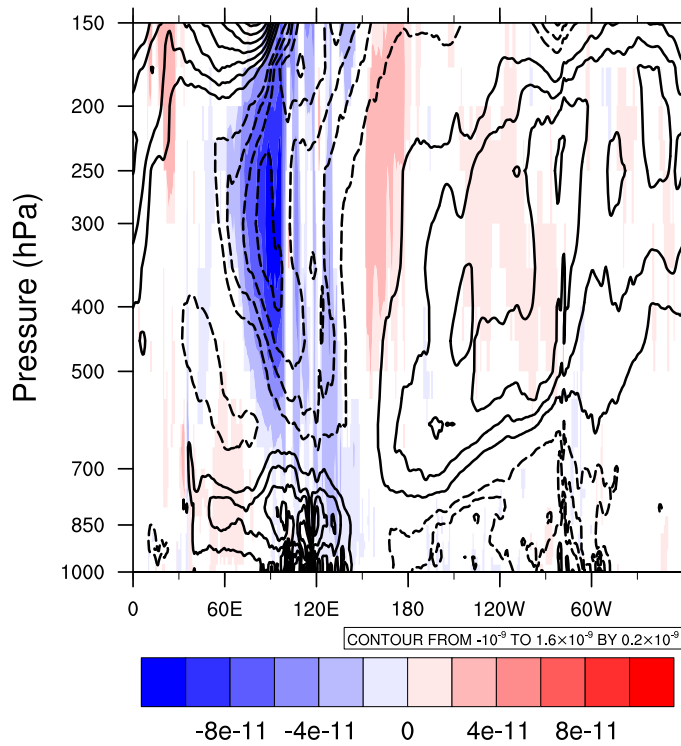 150
200
250
300
400
500
700
850
1000
Pressure (hPa)
0 60E 120E 180 120W 60W
CONTOUR FROM -10⁻⁹ TO 1.6×10⁻⁹ BY 0.2×10⁻⁹
-8e-11 -4e-11 0 4e-11 8e-11